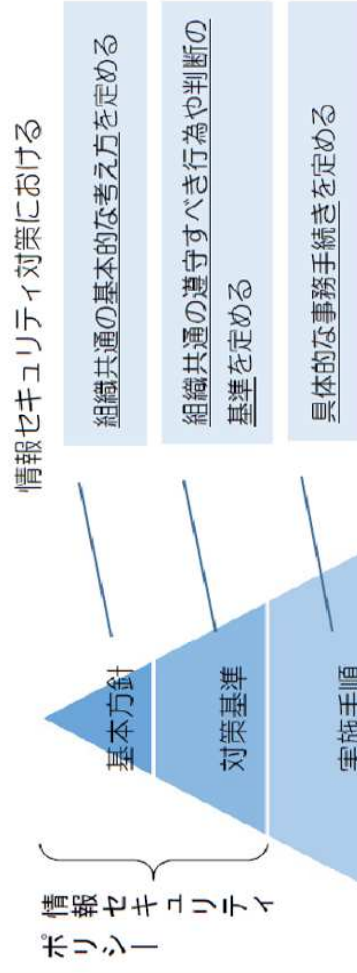 情報セキュリティ対策における
情報セキュリティ
ポリシー
基本方針
組織共通の基本的な考え方を定める
対策基準
組織共通の遵守すべき行為や判断の
基準を定める
実施手順
具体的な事務手続きを定める